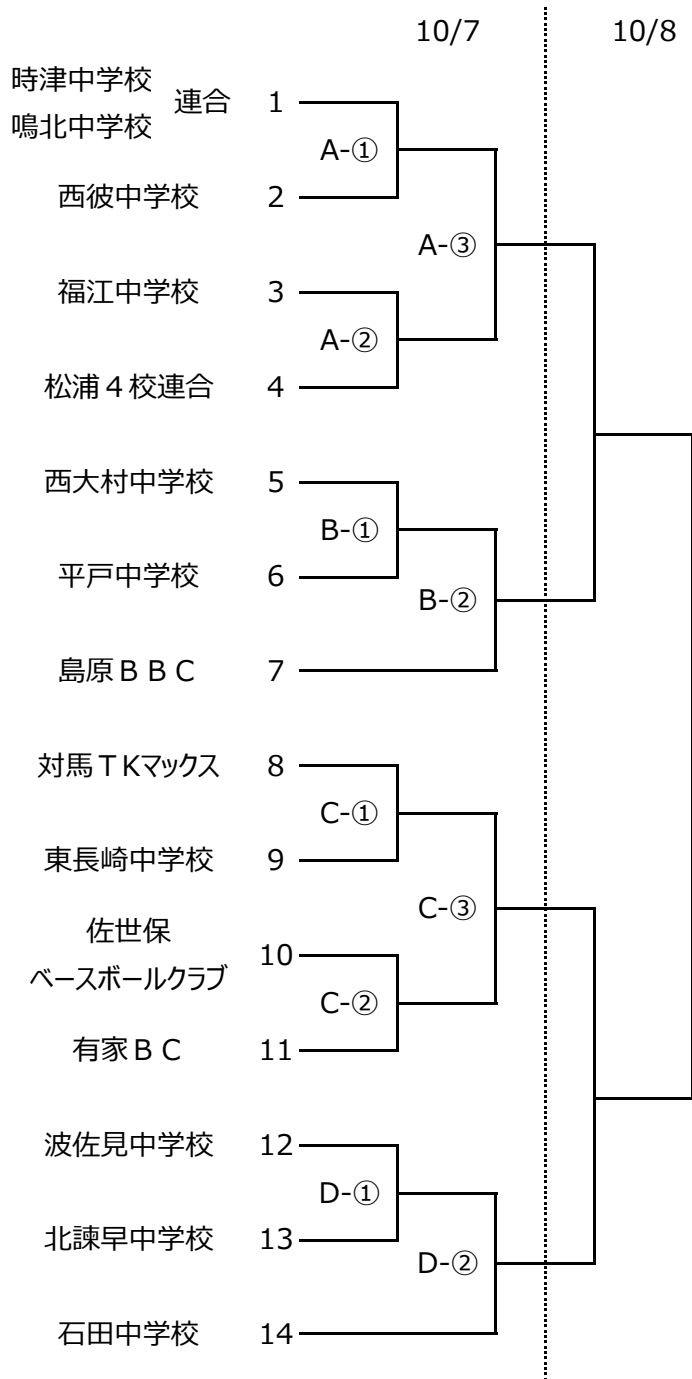 10/7 10/8
時津中学校
鳴北中学校 連合 1
A-①
西彼中学校 2
A-③
福江中学校 3
A-②
松浦４校連合 4
西大村中学校 5
B-①
平戸中学校 6
B-②
島原ＢＢＣ 7
対馬ＴＫマックス 8
C-①
東長崎中学校 9
C-③
佐世保
ベースボールクラブ 10
C-②
有家ＢＣ 11
波佐見中学校 12
D-①
北諫早中学校 13
D-②
石田中学校 14